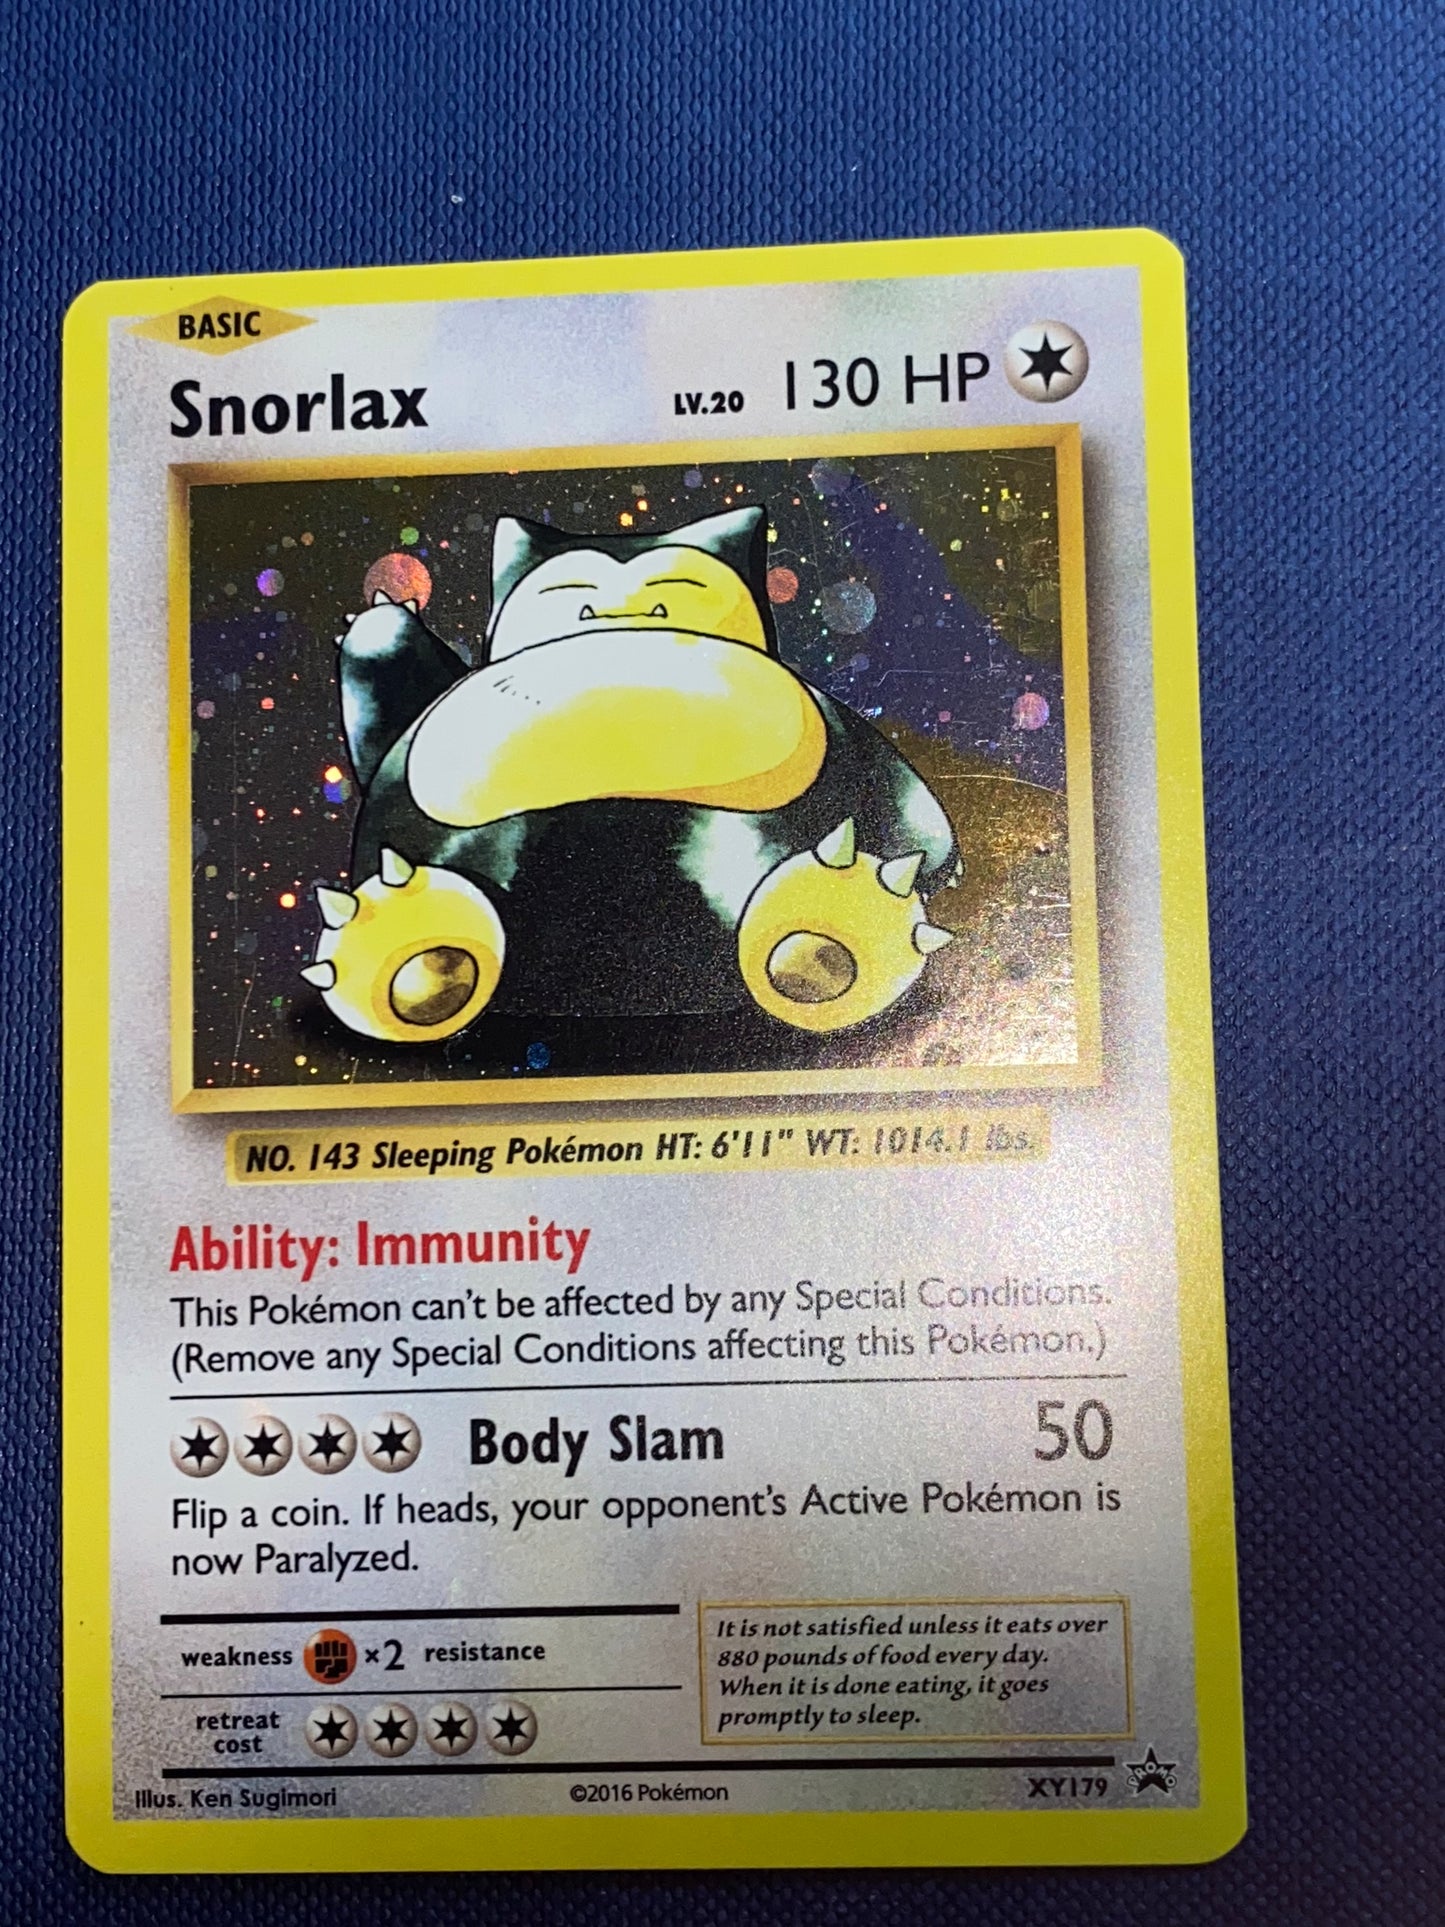 BASIC
Snorlax LV.20 130 HP
NO. 143 Sleeping Pokémon HT: 6'11" WT: 1014.1 lbs.
Ability: Immunity
This Pokémon can't be affected by any Special Conditions.
(Remove any Special Conditions affecting this Pokémon.)
Body Slam 50
Flip a coin. If heads, your opponent's Active Pokémon is
now Paralyzed.
weakness ×2 resistance
retreat
cost
It is not satisfied unless it eats over
880 pounds of food every day.
When it is done eating, it goes
promptly to sleep.
Illus. Ken Sugimori ©2016 Pokémon XY179 PROMO